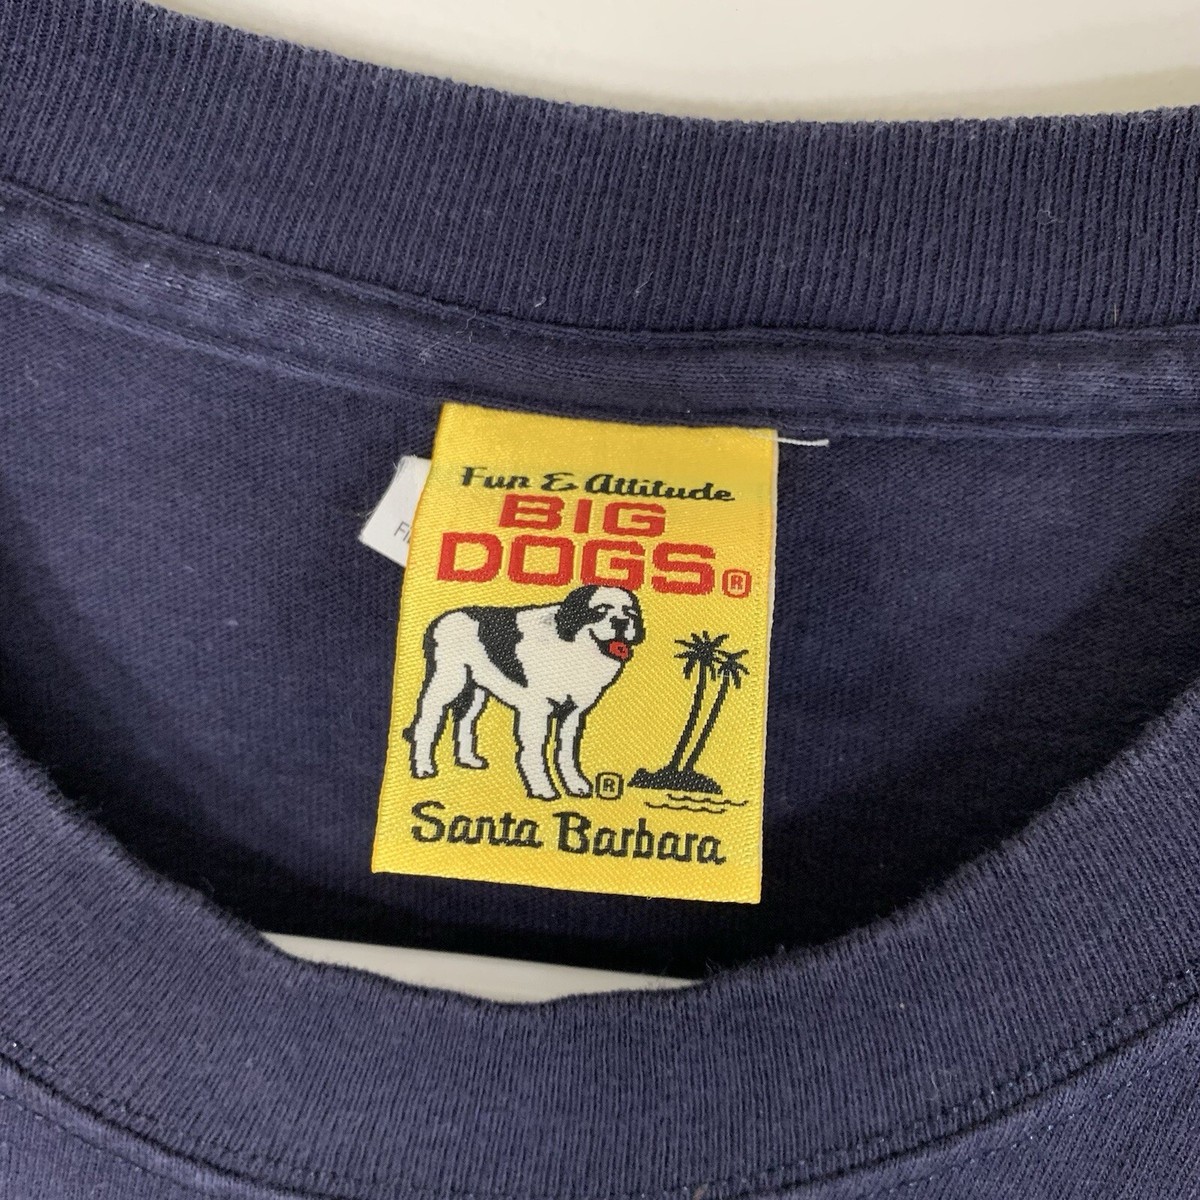 Fun & Attitude
BIG
DOGS®
®
Santa Barbara